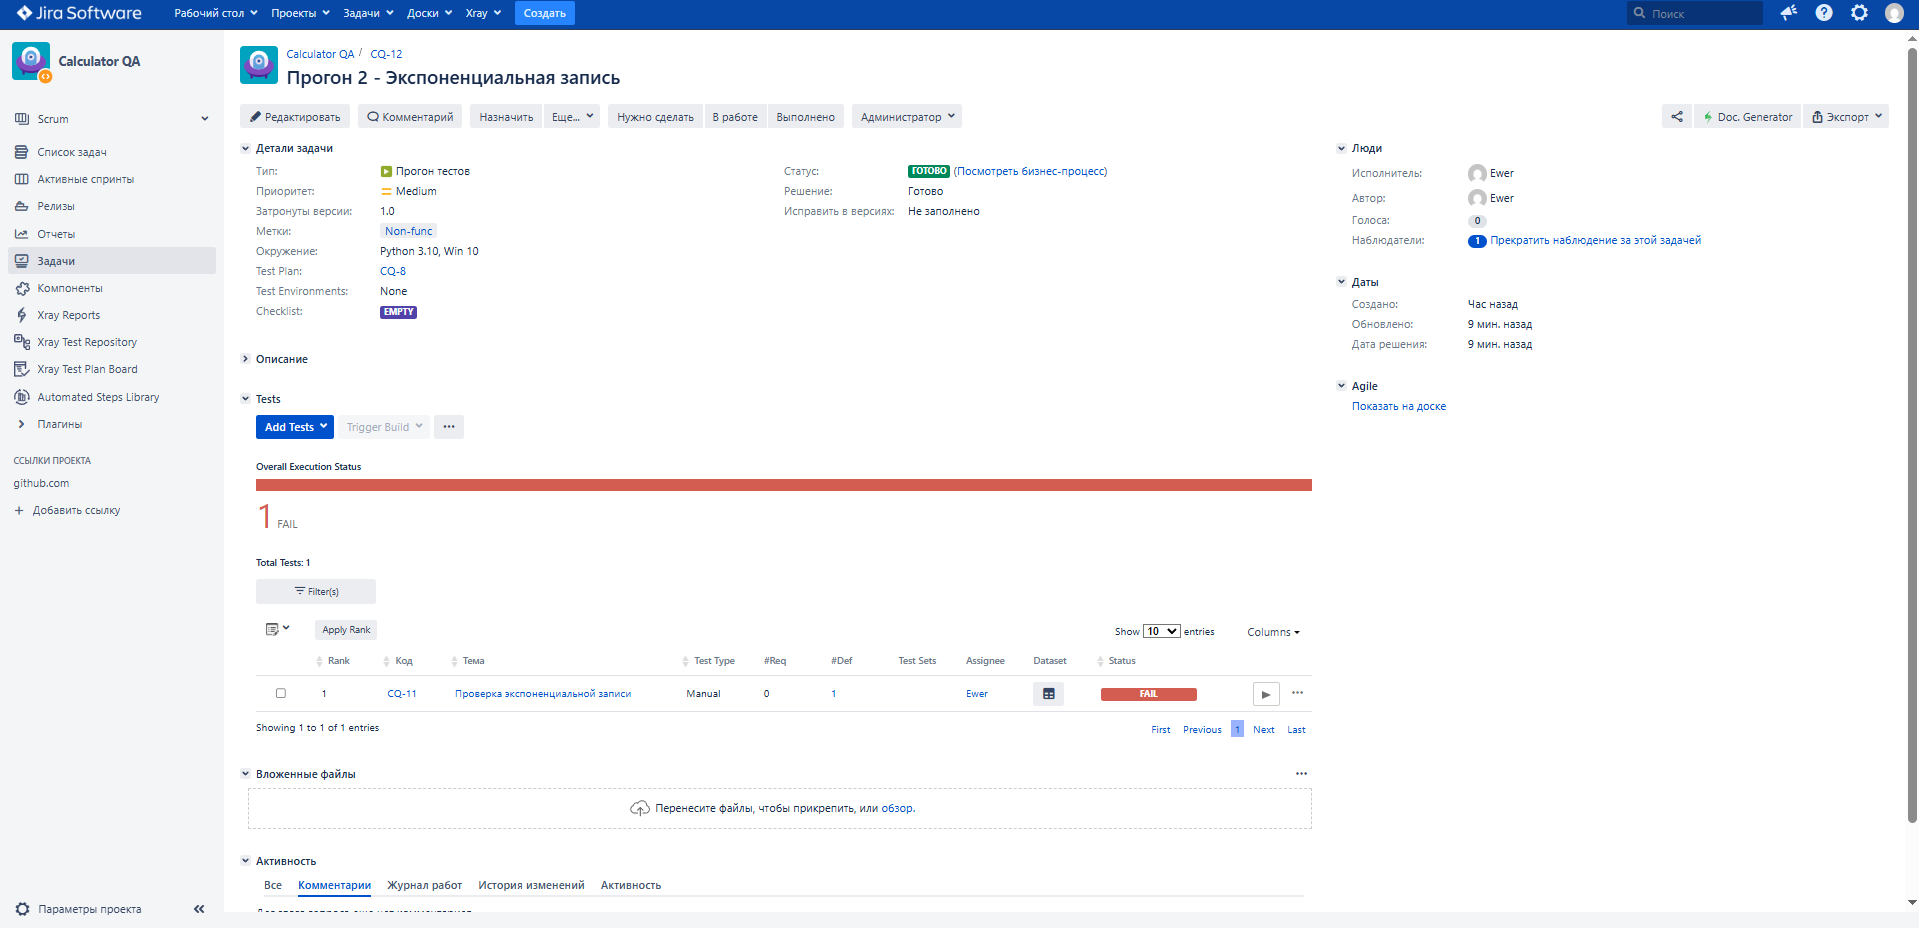 Jira Software
Рабочий стол Проекты Задачи Доски Xray Создать Поиск
Calculator QA
Scrum
Список задач
Активные спринты
Релизы
Отчеты
Задачи
Компоненты
Xray Reports
Xray Test Repository
Xray Test Plan Board
Automated Steps Library
Плагины
ССЫЛКИ ПРОЕКТА
github.com
+ Добавить ссылку
Параметры проекта
Calculator QA / CQ-12
Прогон 2 - Экспоненциальная запись
Редактировать Комментарий Назначить Еще... Нужно сделать В работе Выполнено Администратор Doc. Generator Экспорт
Детали задачи
Тип: Прогон тестов
Приоритет: Medium
Затронуты версии: 1.0
Метки: Non-func
Окружение: Python 3.10, Win 10
Test Plan: CQ-8
Test Environments: None
Checklist: EMPTY
Статус: ГОТОВО (Посмотреть бизнес-процесс)
Решение: Готово
Исправить в версиях: Не заполнено
Описание
Tests
Add Tests Trigger Build ...
Overall Execution Status
1 FAIL
Total Tests: 1
Filter(s)
Apply Rank Show 10 entries Columns
Rank Код Тема Test Type #Req #Def Test Sets Assignee Dataset Status
1 CQ-11 Проверка экспоненциальной записи Manual 0 1 Ewer FAIL ...
Showing 1 to 1 of 1 entries First Previous 1 Next Last
Вложенные файлы ...
Перенесите файлы, чтобы прикрепить, или обзор.
Активность
Все Комментарии Журнал работ История изменений Активность
Люди
Исполнитель: Ewer
Автор: Ewer
Голоса: 0
Наблюдатели: 1 Прекратить наблюдение за этой задачей
Даты
Создано: Час назад
Обновлено: 9 мин. назад
Дата решения: 9 мин. назад
Agile
Показать на доске